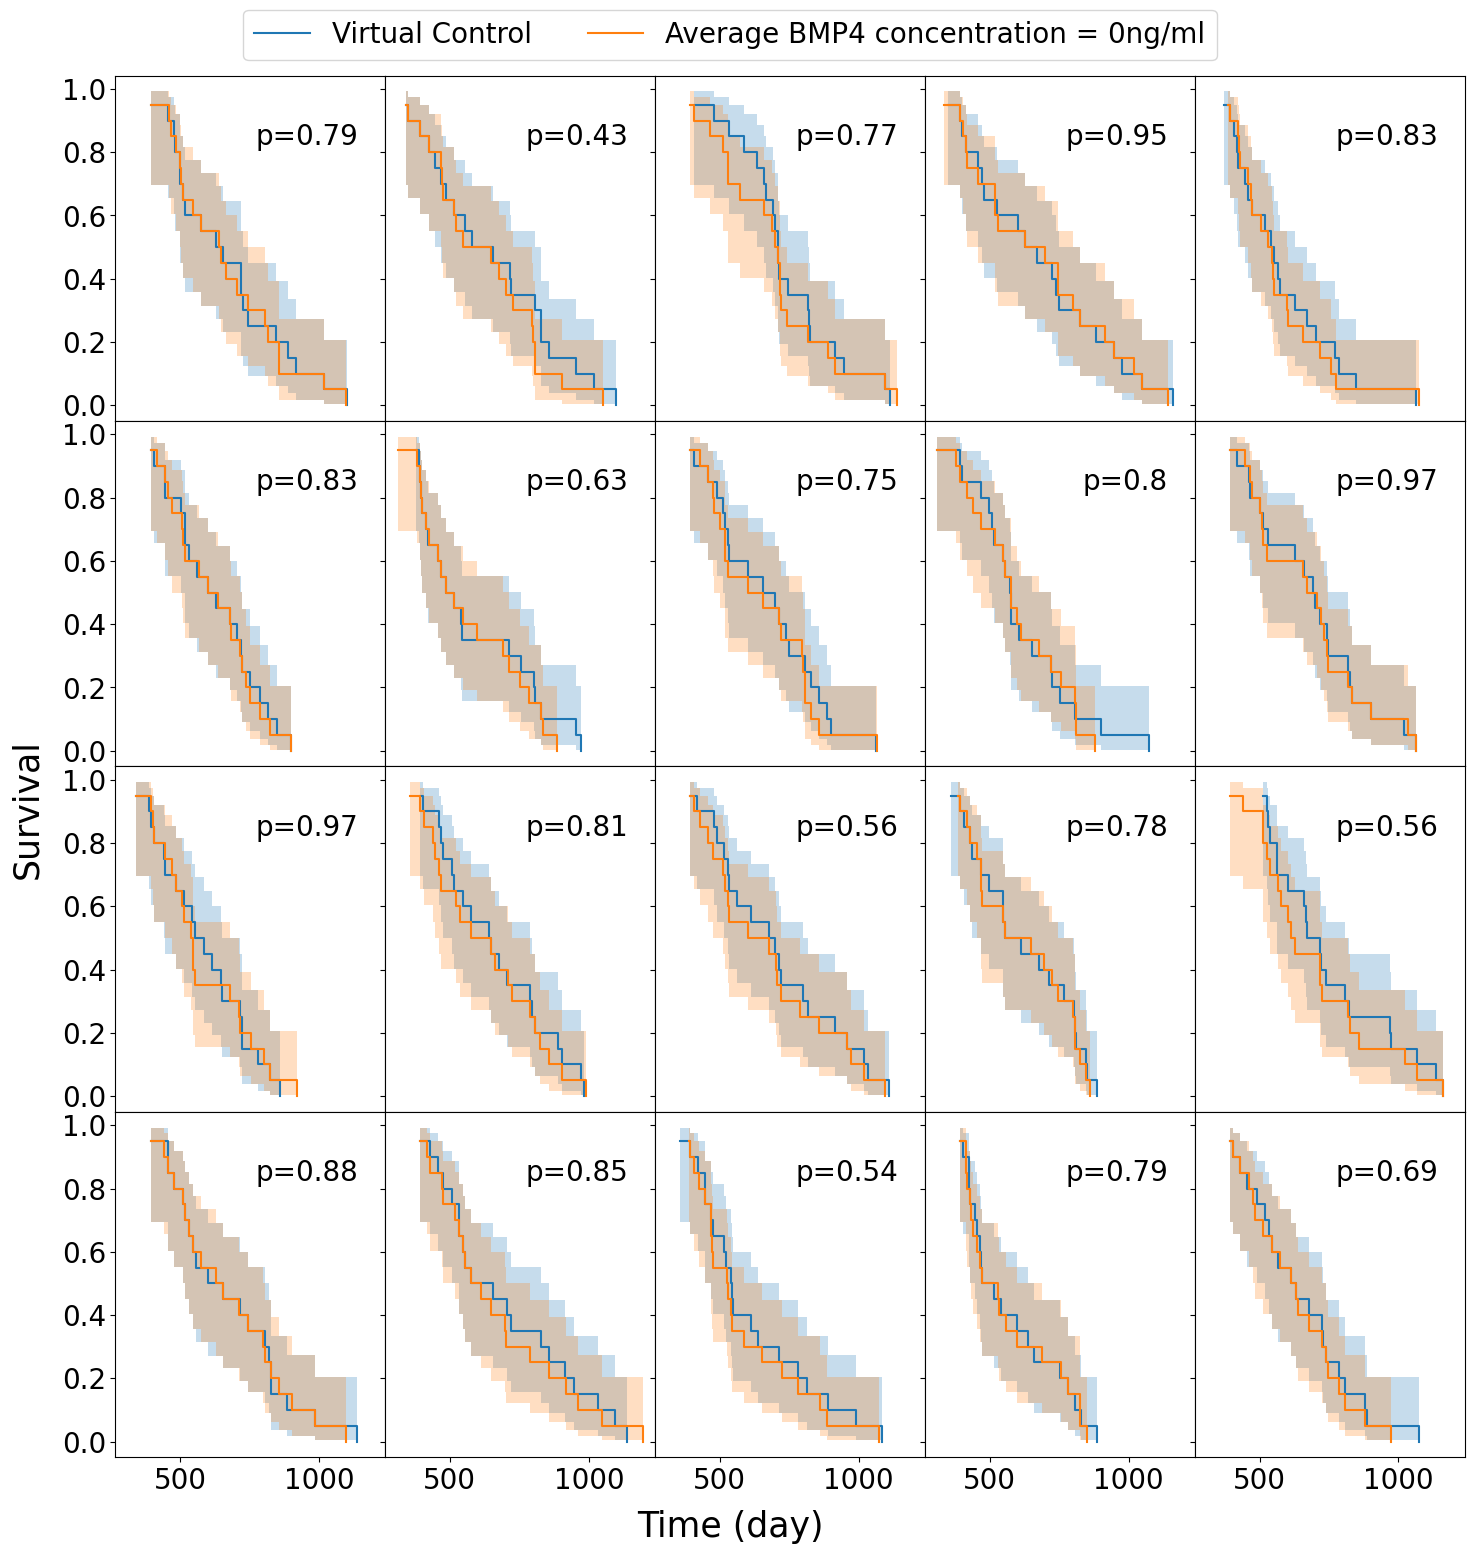 Virtual Control Average BMP4 concentration = 0ng/ml
1.0 p=0.79 p=0.43 p=0.77 p=0.95 p=0.83
0.8
0.6
0.4
0.2
0.0
1.0 p=0.83 p=0.63 p=0.75 p=0.8 p=0.97
0.8
0.6
0.4
0.2
0.0
Survival
1.0 p=0.97 p=0.81 p=0.56 p=0.78 p=0.56
0.8
0.6
0.4
0.2
0.0
1.0 p=0.88 p=0.85 p=0.54 p=0.79 p=0.69
0.8
0.6
0.4
0.2
0.0
500 1000 500 1000 500 1000 500 1000 500 1000
Time (day)